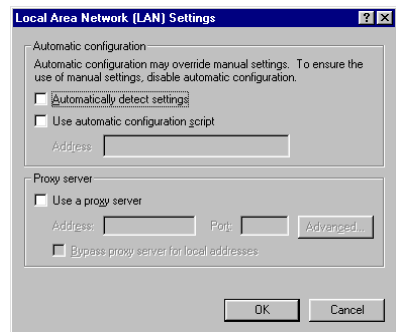 Local Area Network (LAN) Settings
Automatic configuration
Automatic configuration may override manual settings. To ensure the
use of manual settings, disable automatic configuration.
Automatically detect settings
Use automatic configuration script
Address
Proxy server
Use a proxy server
Address: Port: Advanced...
Bypass proxy server for local addresses
OK Cancel